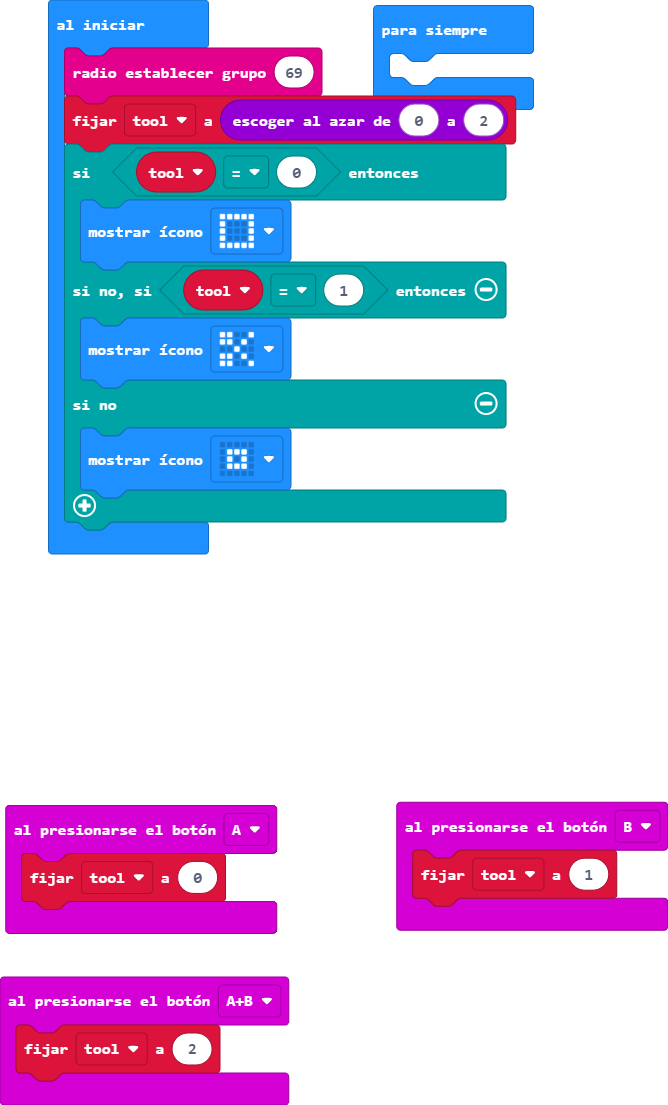 al iniciar
para siempre
radio establecer grupo 69
fijar tool a escoger al azar de 0 a 2
si tool = 0 entonces
mostrar ícono
si no, si tool = 1 entonces
mostrar ícono
si no
mostrar ícono
al presionarse el botón A
fijar tool a 0
al presionarse el botón B
fijar tool a 1
al presionarse el botón A+B
fijar tool a 2